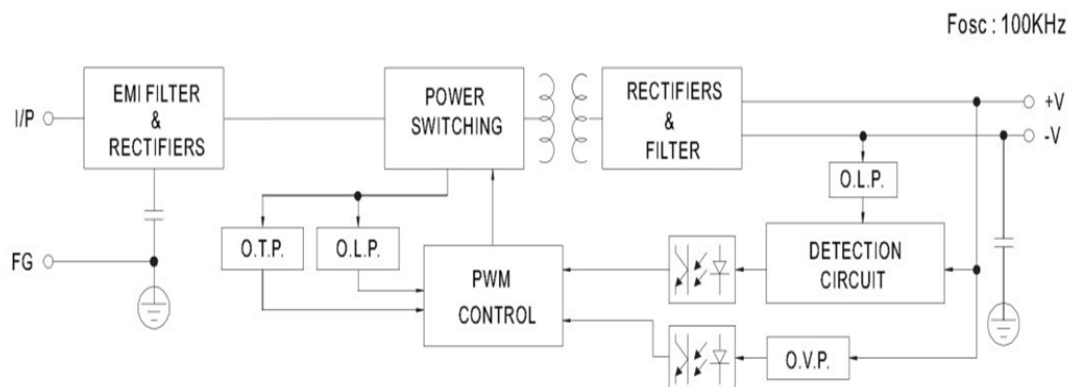 Fosc : 100KHz
I/P
EMI FILTER
&
RECTIFIERS
POWER
SWITCHING
RECTIFIERS
&
FILTER
+V
-V
O.L.P.
O.T.P.
O.L.P.
FG
PWM
CONTROL
DETECTION
CIRCUIT
O.V.P.